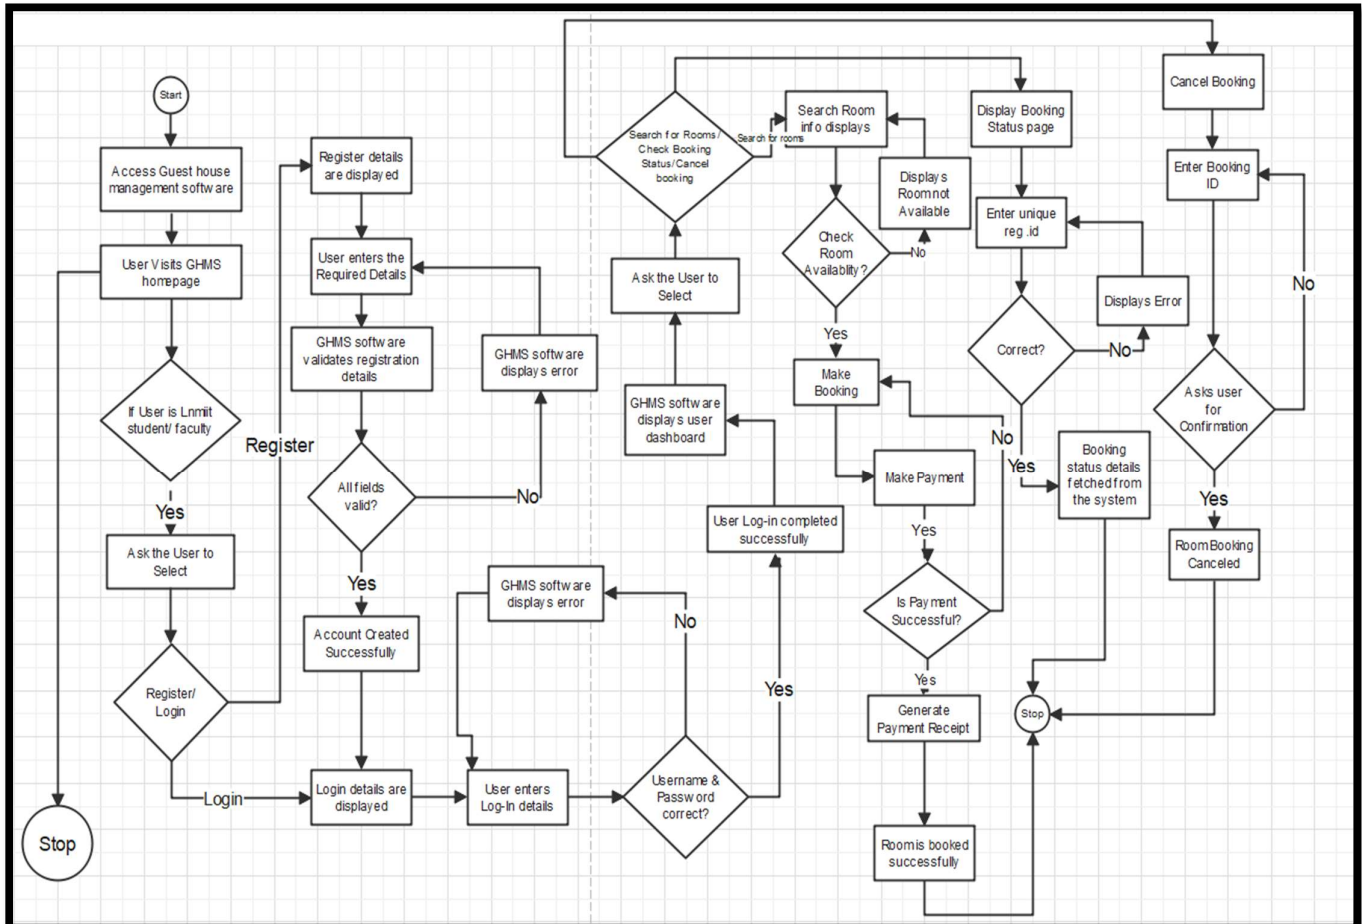 Start
Access Guest house
management software
User Visits GHMS
homepage
If User is Lnmiit
student/ faculty
Yes
Ask the User to
Select
Register/
Login
Register
Login
Stop
Register details
are displayed
User enters the
Required Details
GHMS software
validates registration
details
All fields
valid?
No
GHMS software
displays error
Yes
Account Created
Successfully
Login details are
displayed
User enters
Log-In details
GHMS software
displays error
Username &
Password
correct?
No
Yes
User Log-in completed
successfully
GHMS software
displays user
dashboard
Ask the User to
Select
Search for Rooms/
Check Booking
Status/Cancel
booking
Search for rooms
Search Room
info displays
Displays
Room not
Available
Check
Room
Availablity?
No
Yes
Make
Booking
Make Payment
Yes
Is Payment
Successful?
No
Yes
Generate
Payment Receipt
Room is booked
successfully
Display Booking
Status page
Enter unique
reg .id
Displays Error
Correct?
No
Yes
Booking
status details
fetched from
the system
Stop
Cancel Booking
Enter Booking
ID
No
Asks user
for
Confirmation
Yes
Room Booking
Canceled